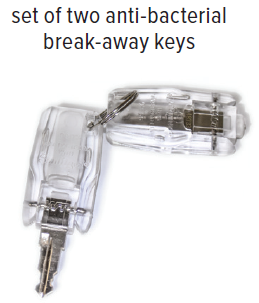 set of two anti-bacterial
break-away keys